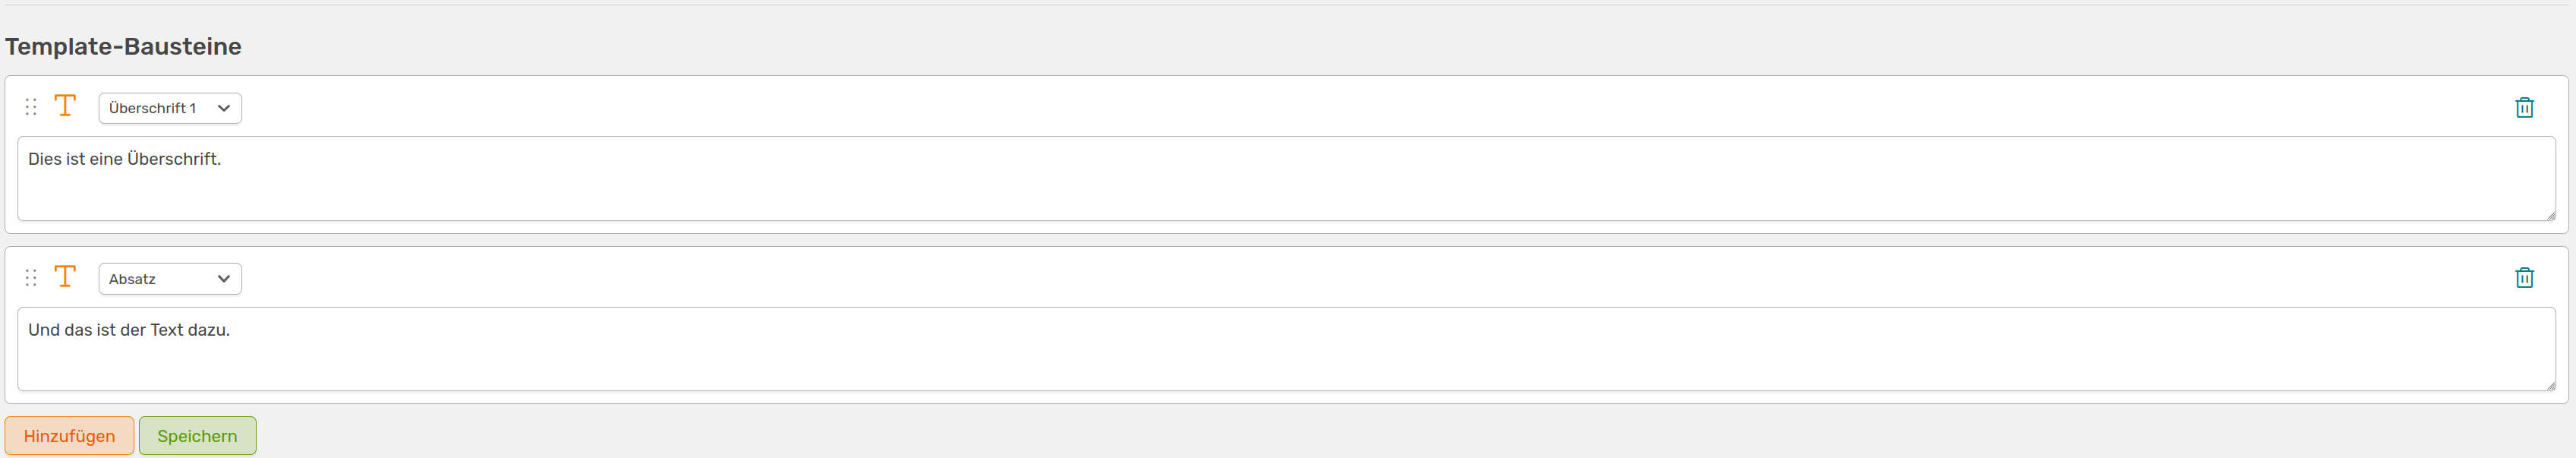 Template-Bausteine
Überschrift 1
Dies ist eine Überschrift.
Absatz
Und das ist der Text dazu.
Hinzufügen Speichern